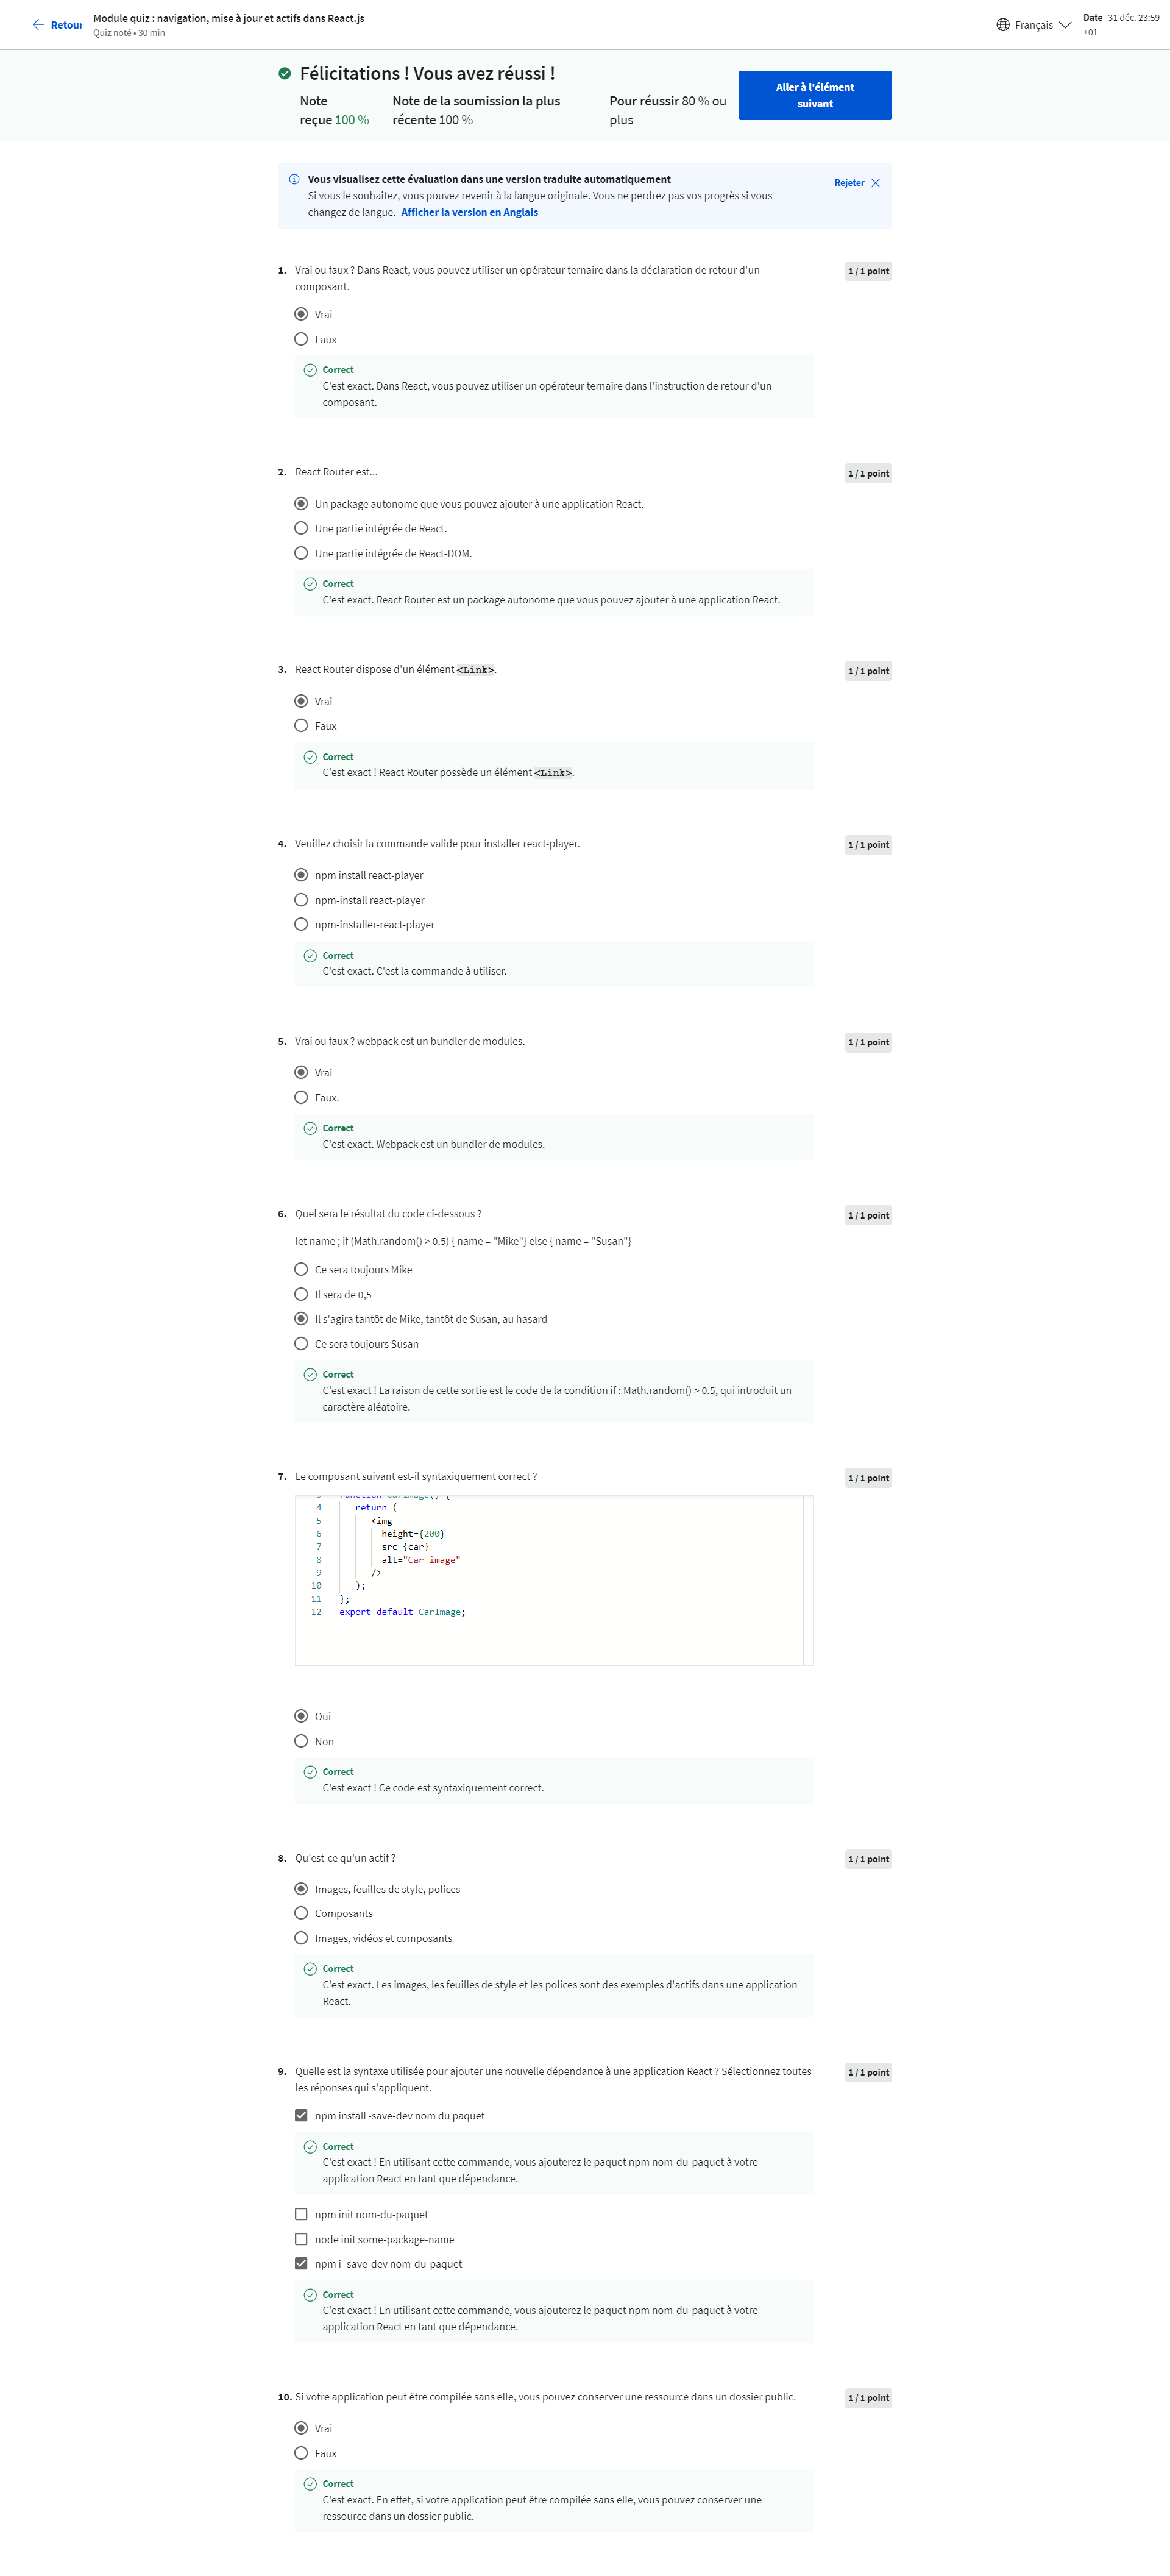 Retour
Module quiz : navigation, mise à jour et actifs dans React.js
Quiz noté • 30 min
Français
Date 31 déc. 23:59
+01
Félicitations ! Vous avez réussi !
Note
reçue 100 %
Note de la soumission la plus
récente 100 %
Pour réussir 80 % ou
plus
Aller à l'élément
suivant
Vous visualisez cette évaluation dans une version traduite automatiquement
Si vous le souhaitez, vous pouvez revenir à la langue originale. Vous ne perdrez pas vos progrès si vous
changez de langue. Afficher la version en Anglais
Rejeter
1. Vrai ou faux ? Dans React, vous pouvez utiliser un opérateur ternaire dans la déclaration de retour d'un
composant.
1 / 1 point
Vrai
Faux
Correct
C'est exact. Dans React, vous pouvez utiliser un opérateur ternaire dans l'instruction de retour d'un
composant.
2. React Router est...
1 / 1 point
Un package autonome que vous pouvez ajouter à une application React.
Une partie intégrée de React.
Une partie intégrée de React-DOM.
Correct
C'est exact. React Router est un package autonome que vous pouvez ajouter à une application React.
3. React Router dispose d'un élément <Link>.
1 / 1 point
Vrai
Faux
Correct
C'est exact ! React Router possède un élément <Link>.
4. Veuillez choisir la commande valide pour installer react-player.
1 / 1 point
npm install react-player
npm-install react-player
npm-installer-react-player
Correct
C'est exact. C'est la commande à utiliser.
5. Vrai ou faux ? webpack est un bundler de modules.
1 / 1 point
Vrai
Faux.
Correct
C'est exact. Webpack est un bundler de modules.
6. Quel sera le résultat du code ci-dessous ?
1 / 1 point
let name ; if (Math.random() > 0.5) { name = "Mike"} else { name = "Susan"}
Ce sera toujours Mike
Il sera de 0,5
Il s'agira tantôt de Mike, tantôt de Susan, au hasard
Ce sera toujours Susan
Correct
C'est exact ! La raison de cette sortie est le code de la condition if : Math.random() > 0.5, qui introduit un
caractère aléatoire.
7. Le composant suivant est-il syntaxiquement correct ?
1 / 1 point
3 function CarImage() {
4 return (
5 <img
6 height={200}
7 src={car}
8 alt="Car image"
9 />
10 );
11 };
12 export default CarImage;
Oui
Non
Correct
C'est exact ! Ce code est syntaxiquement correct.
8. Qu'est-ce qu'un actif ?
1 / 1 point
Images, feuilles de style, polices
Composants
Images, vidéos et composants
Correct
C'est exact. Les images, les feuilles de style et les polices sont des exemples d'actifs dans une application
React.
9. Quelle est la syntaxe utilisée pour ajouter une nouvelle dépendance à une application React ? Sélectionnez toutes
les réponses qui s'appliquent.
1 / 1 point
npm install -save-dev nom du paquet
Correct
C'est exact ! En utilisant cette commande, vous ajouterez le paquet npm nom-du-paquet à votre
application React en tant que dépendance.
npm init nom-du-paquet
node init some-package-name
npm i -save-dev nom-du-paquet
Correct
C'est exact ! En utilisant cette commande, vous ajouterez le paquet npm nom-du-paquet à votre
application React en tant que dépendance.
10. Si votre application peut être compilée sans elle, vous pouvez conserver une ressource dans un dossier public.
1 / 1 point
Vrai
Faux
Correct
C'est exact. En effet, si votre application peut être compilée sans elle, vous pouvez conserver une
ressource dans un dossier public.